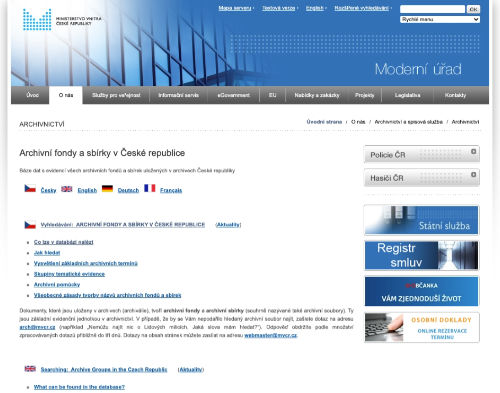 MINISTERSTVO VNITRA
ČESKÉ REPUBLIKY
Mapa serveru Textová verze English Rozšířené vyhledávání
OK
Rychlé menu
Moderní úřad
Úvod O nás Služby pro veřejnost Informační servis eGovernment EU Nabídky a zakázky Projekty Legislativa Kontakty
ARCHIVNICTVÍ
Úvodní strana / O nás / Archivnictví a spisová služba / Archivnictví
Archivní fondy a sbírky v České republice
Báze dat s evidencí všech archivních fondů a sbírek uložených v archivech České republiky
Česky English Deutsch Français
Vyhledávání: ARCHIVNÍ FONDY A SBÍRKY V ČESKÉ REPUBLICE (Aktuality)
Co lze v databázi nalézt
Jak hledat
Vysvětlení základních archivních termínů
Skupiny tematické evidence
Archivní pomůcky
Všeobecné zásady tvorby názvů archivních fondů a sbírek
Dokumenty, které jsou uloženy v archivech (archiválie), tvoří archivní fondy a archivní sbírky (souhrnně nazývané také archivní soubory). Ty
jsou základní evidenční jednotkou v archivnictví. V případě, že by se Vám nepodařilo hledaný archivní soubor najít, zašlete dotaz na adresu
arch@mvcr.cz (například „Nemůžu najít nic o Lidových milicích. Jaká slova mám hledat?"). Odpověď obdržíte podle množství
zpracovávaných dotazů přibližně do tří dnů. Dotazy na obsah stránek můžete zasílat na adresu webmaster@mvcr.cz.
Searching: Archive Groups in the Czech Republic (Aktuality)
What can be found in the database?
Policie ČR
Hasiči ČR
Státní služba
Registr
smluv
BČANKA
VÁM ZJEDNODUŠÍ ŽIVOT
OSOBNÍ DOKLADY
ONLINE REZERVACE
TERMÍNU